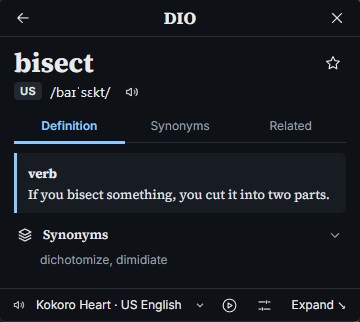 DIO
bisect
US /baɪˈsɛkt/
Definition Synonyms Related
verb
If you bisect something, you cut it into two parts.
Synonyms
dichotomize, dimidiate
Kokoro Heart · US English Expand ↘